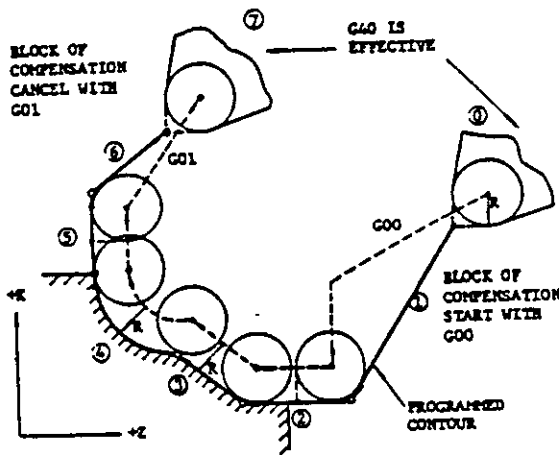 ⑦
G40 IS
EFFECTIVE
BLOCK OF
COMPENSATION
CANCEL WITH
G01
⓪
⑥
G01
R
G00
⑤
①
BLOCK OF
COMPENSATION
START WITH
G00
+X
④
R
③
R
②
PROGRAMMED
CONTOUR
+Z